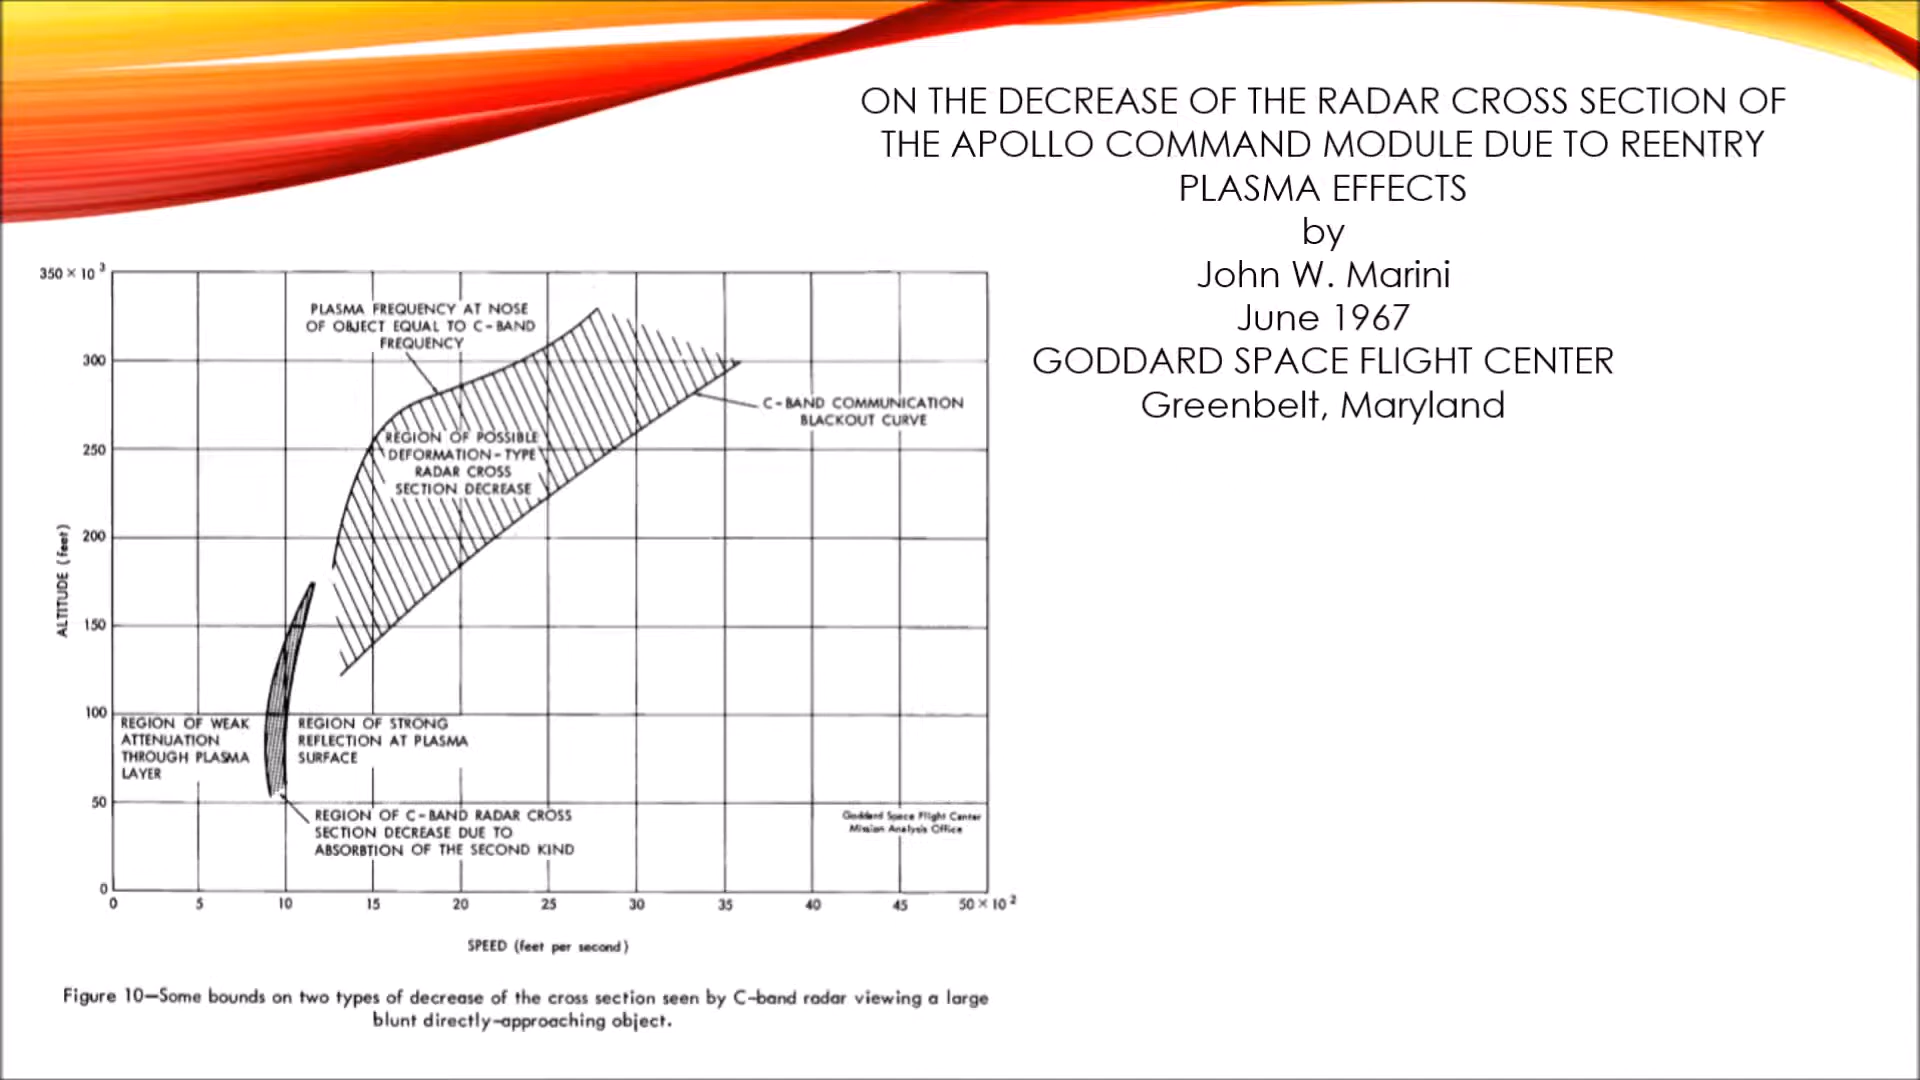 ON THE DECREASE OF THE RADAR CROSS SECTION OF
THE APOLLO COMMAND MODULE DUE TO REENTRY
PLASMA EFFECTS
by
John W. Marini
June 1967
GODDARD SPACE FLIGHT CENTER
Greenbelt, Maryland
350 × 10 3
300
250
200
150
100
50
0
ALTITUDE (feet)
PLASMA FREQUENCY AT NOSE
OF OBJECT EQUAL TO C-BAND
FREQUENCY
C-BAND COMMUNICATION
BLACKOUT CURVE
REGION OF POSSIBLE
DEFORMATION-TYPE
RADAR CROSS
SECTION DECREASE
REGION OF WEAK
ATTENUATION
THROUGH PLASMA
LAYER
REGION OF STRONG
REFLECTION AT PLASMA
SURFACE
REGION OF C-BAND RADAR CROSS
SECTION DECREASE DUE TO
ABSORBTION OF THE SECOND KIND
Goddard Space Flight Center
Mission Analysis Office
0 5 10 15 20 25 30 35 40 45 50 × 10 2
SPEED (feet per second)
Figure 10—Some bounds on two types of decrease of the cross section seen by C-band radar viewing a large
blunt directly-approaching object.